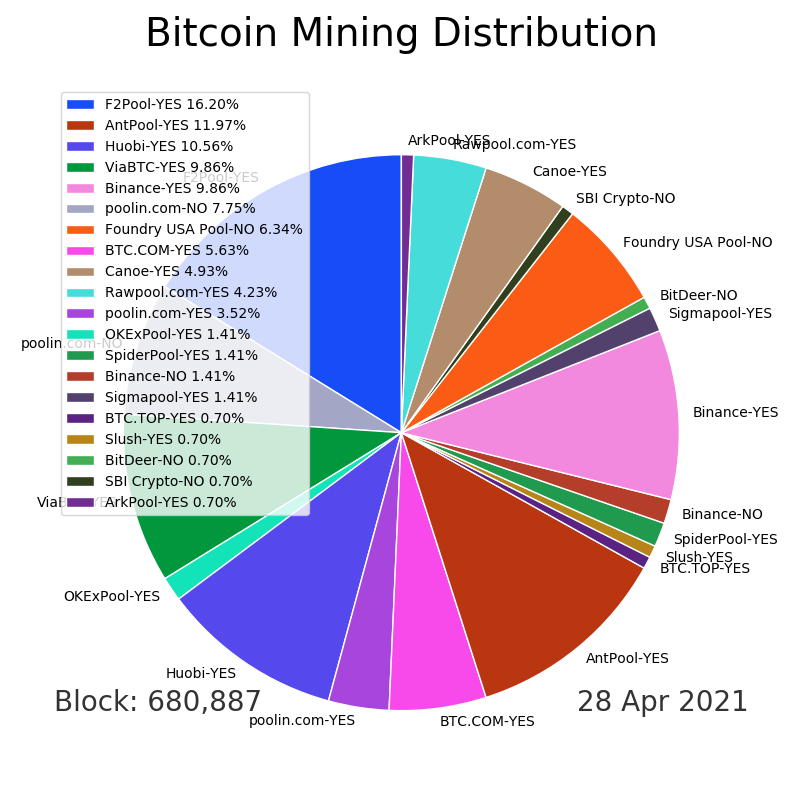 Bitcoin Mining Distribution
F2Pool-YES 16.20%
AntPool-YES 11.97%
Huobi-YES 10.56%
ViaBTC-YES 9.86%
Binance-YES 9.86%
poolin.com-NO 7.75%
Foundry USA Pool-NO 6.34%
BTC.COM-YES 5.63%
Canoe-YES 4.93%
Rawpool.com-YES 4.23%
poolin.com-YES 3.52%
OKExPool-YES 1.41%
SpiderPool-YES 1.41%
Binance-NO 1.41%
Sigmapool-YES 1.41%
BTC.TOP-YES 0.70%
Slush-YES 0.70%
BitDeer-NO 0.70%
SBI Crypto-NO 0.70%
ArkPool-YES 0.70%
ArkPool-YES
Rawpool.com-YES
Canoe-YES
SBI Crypto-NO
Foundry USA Pool-NO
BitDeer-NO
Sigmapool-YES
Binance-YES
Binance-NO
SpiderPool-YES
Slush-YES
BTC.TOP-YES
AntPool-YES
BTC.COM-YES
poolin.com-YES
Huobi-YES
OKExPool-YES
ViaBTC-YES
poolin.com-NO
F2Pool-YES
Block: 680,887
28 Apr 2021